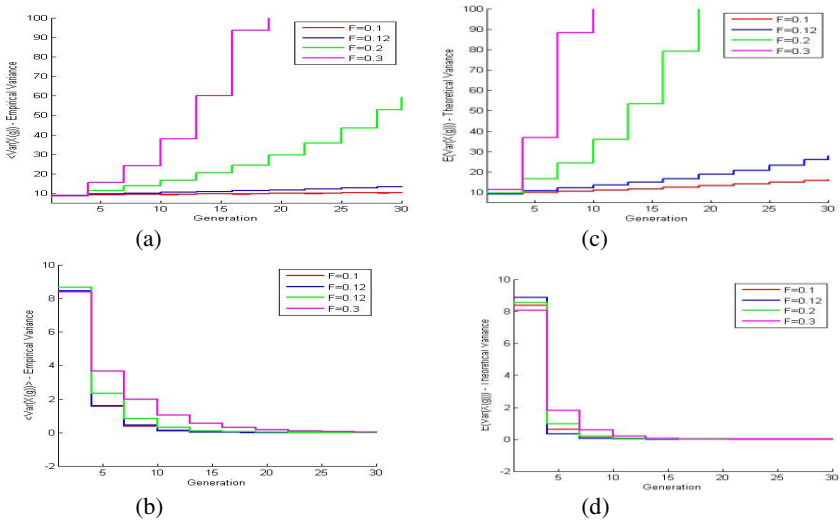 100
90
80
70
60
50
40
30
20
10
<Var(X(g)) - Empirical Variance
F=0.1
F=0.12
F=0.2
F=0.3
5
10
15
20
25
30
Generation
(a)
100
90
80
70
60
50
40
30
20
10
E(Var(X(g))) - Theoretical Variance
F=0.1
F=0.12
F=0.2
F=0.3
5
10
15
20
25
30
Generation
(c)
10
8
6
4
2
0
-2
<Var(X(g))> - Empirical Variance
F=0.1
F=0.12
F=0.12
F=0.3
5
10
15
20
25
30
Generation
(b)
10
8
6
4
2
0
-2
E(Var(X(g))) - Theoretical Variance
F=0.1
F=0.12
F=0.2
F=0.3
5
10
15
20
25
30
Generation
(d)